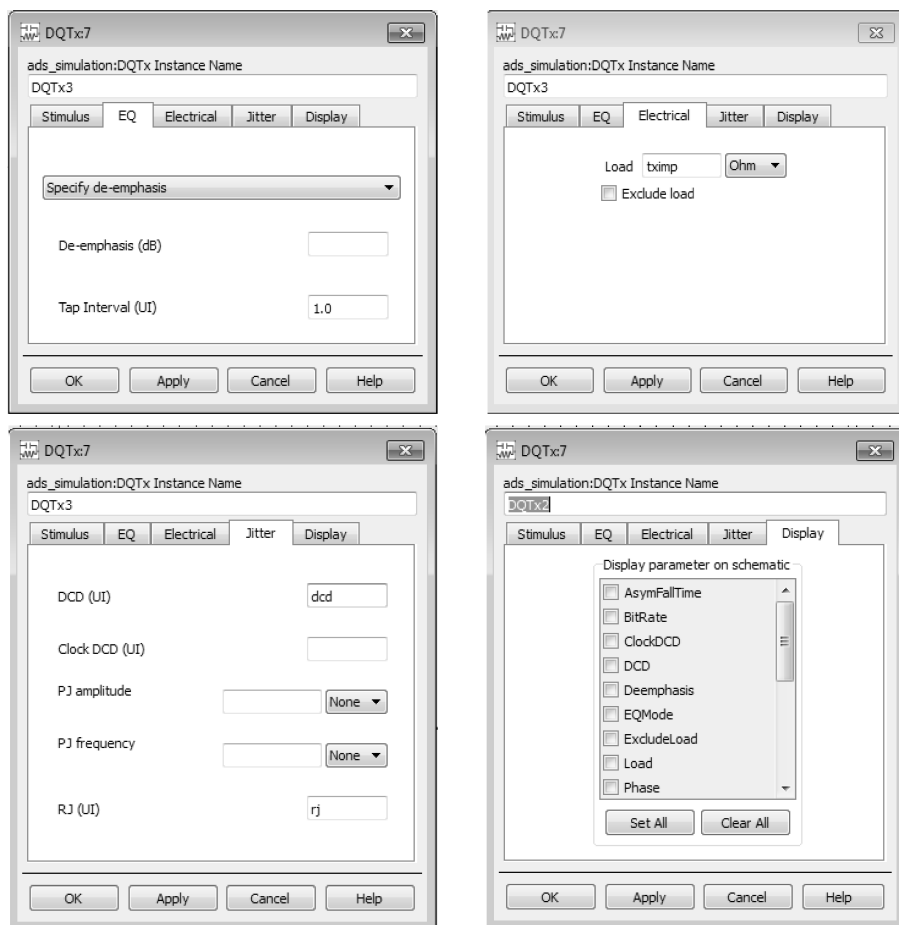 DQTx:7
ads_simulation:DQTx Instance Name
DQTx3
Stimulus EQ Electrical Jitter Display
Specify de-emphasis
De-emphasis (dB)
Tap Interval (UI) 1.0
OK Apply Cancel Help
DQTx:7
ads_simulation:DQTx Instance Name
DQTx3
Stimulus EQ Electrical Jitter Display
Load tximp Ohm
Exclude load
OK Apply Cancel Help
DQTx:7
ads_simulation:DQTx Instance Name
DQTx3
Stimulus EQ Electrical Jitter Display
DCD (UI) dcd
Clock DCD (UI)
PJ amplitude None
PJ frequency None
RJ (UI) rj
OK Apply Cancel Help
DQTx:7
ads_simulation:DQTx Instance Name
DQTx2
Stimulus EQ Electrical Jitter Display
Display parameter on schematic
AsymFallTime
BitRate
ClockDCD
DCD
Deemphasis
EQMode
ExcludeLoad
Load
Phase
Set All Clear All
OK Apply Cancel Help